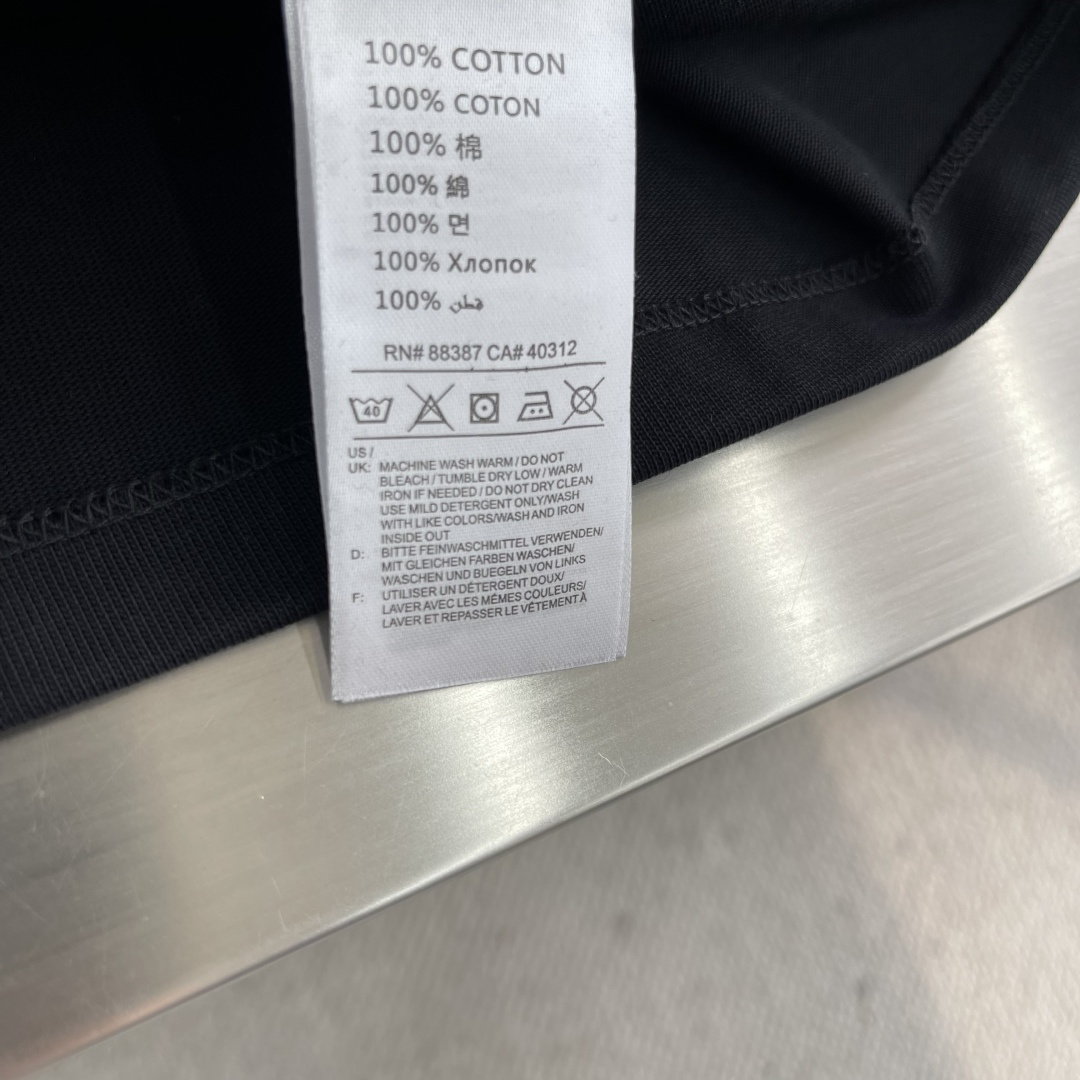 100% COTTON
100% COTON
100% 棉
100% 綿
100% 면
100% Хлопок
100% قطن
RN# 88387 CA# 40312
40
US /
UK: MACHINE WASH WARM / DO NOT
BLEACH / TUMBLE DRY LOW / WARM
IRON IF NEEDED / DO NOT DRY CLEAN
USE MILD DETERGENT ONLY/WASH
WITH LIKE COLORS/WASH AND IRON
INSIDE OUT
D: BITTE FEINWASCHMITTEL VERWENDEN/
MIT GLEICHEN FARBEN WASCHEN/
WASCHEN UND BUEGELN VON LINKS
F: UTILISER UN DÉTERGENT DOUX/
LAVER AVEC LES MÊMES COULEURS/
LAVER ET REPASSER LE VÊTEMENT À